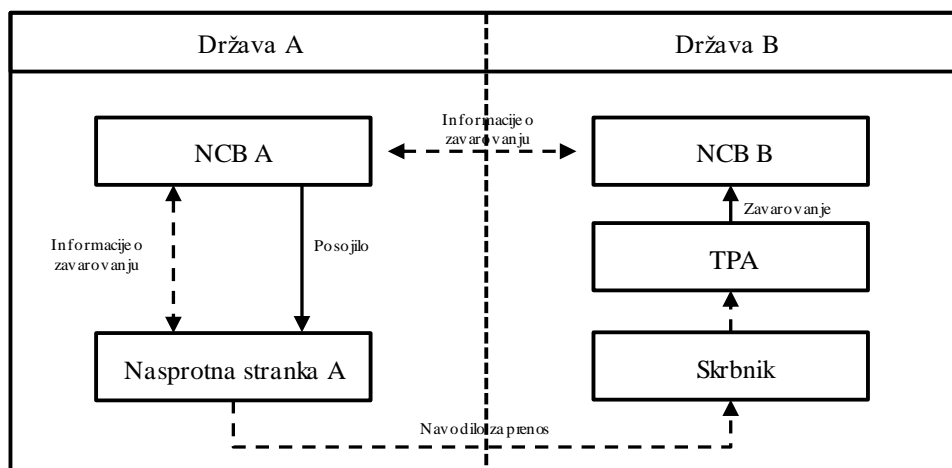 Država A
Država B
NCB A
Informacije o
zavarovanju
NCB B
Zavarovanje
Informacije o
zavarovanju
Posojilo
TPA
Nasprotna stranka A
Skrbnik
Navodilo za prenos